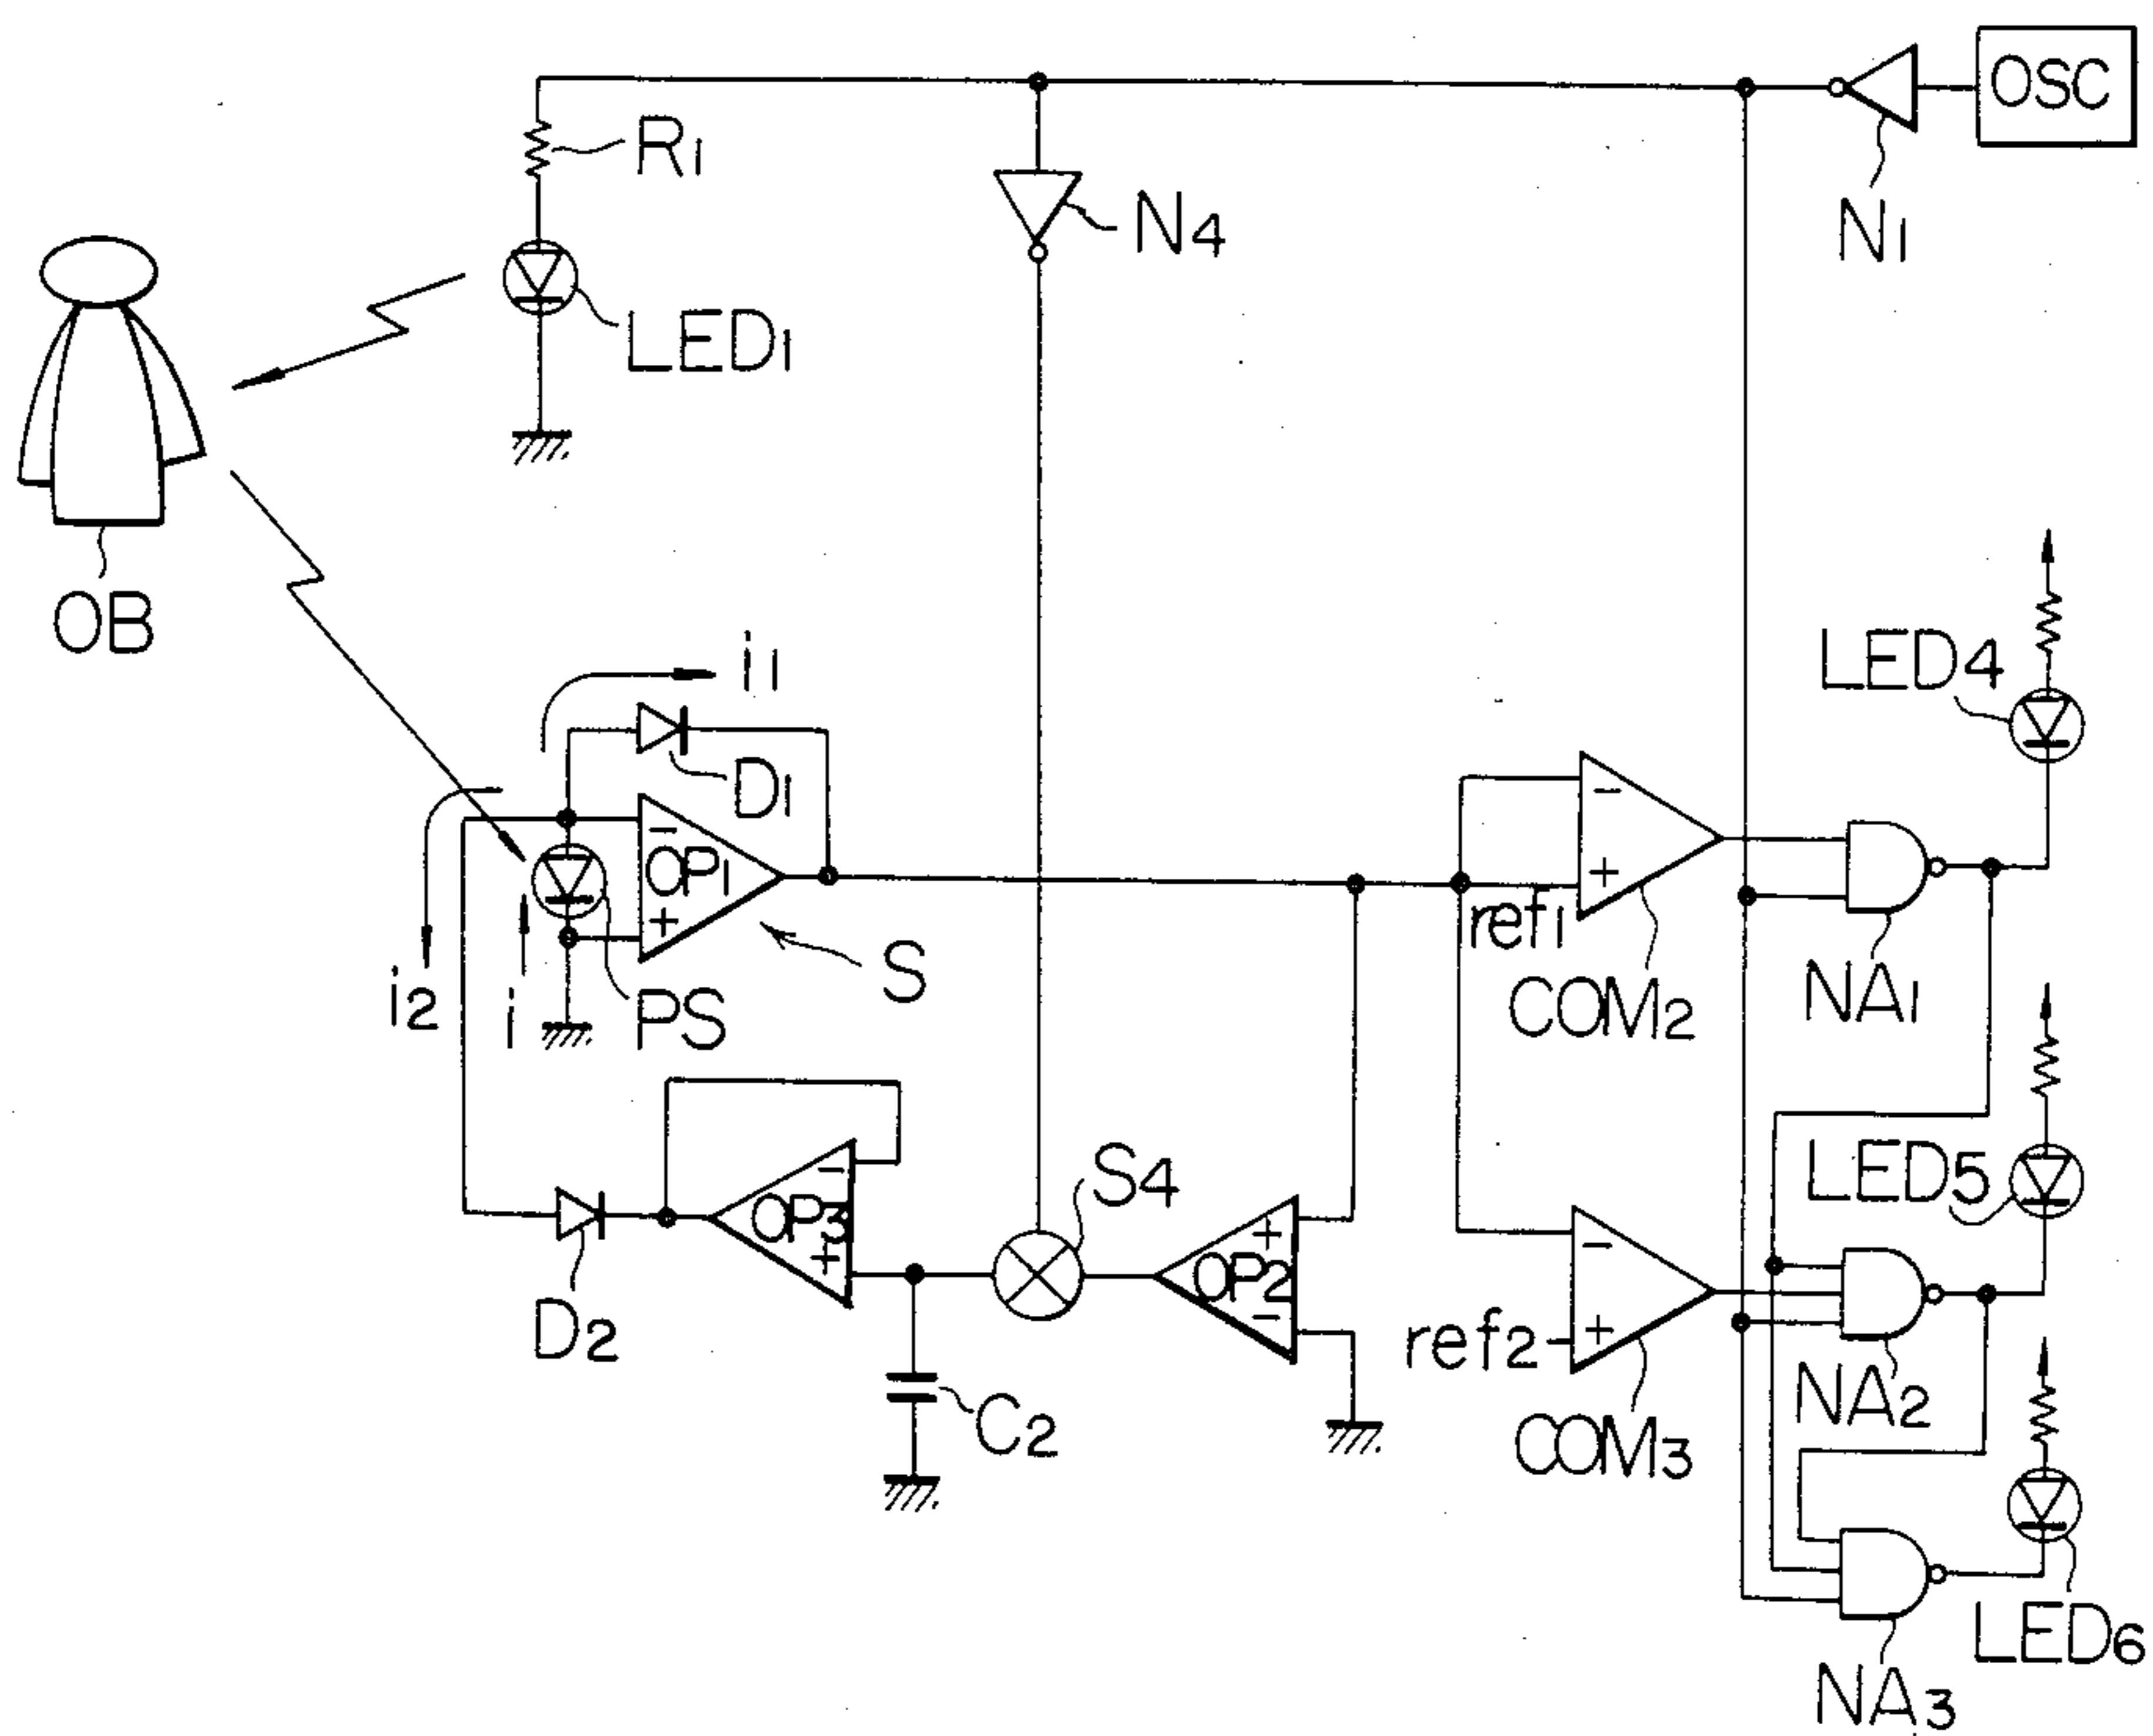 OSC
R1
N4
N1
LED1
OB
LED4
i1
D1
OP1
ref1
S
i2
i
PS
COM2
NA1
S4
LED5
OP3
OP2
D2
ref2
C2
NA2
COM3
LED6
NA3
- + - + - + + - - +